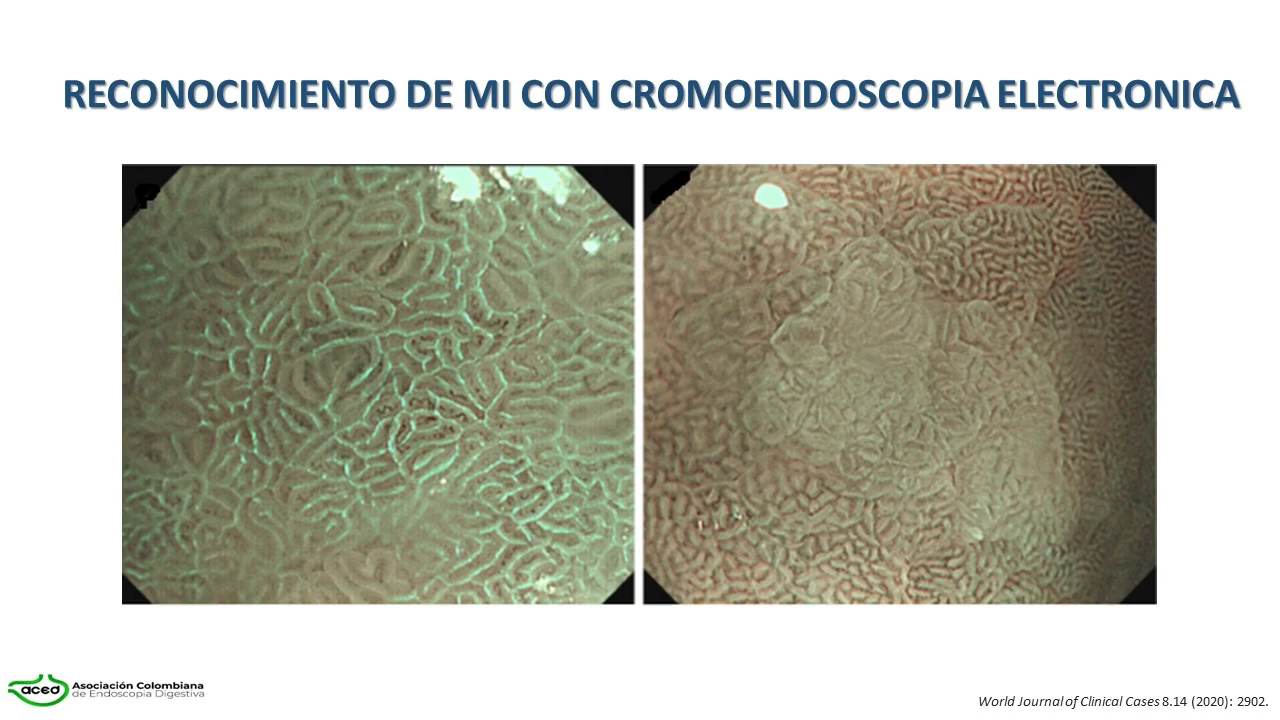 RECONOCIMIENTO DE MI CON CROMOENDOSCOPIA ELECTRONICA
aced Asociación Colombiana
de Endoscopia Digestiva
World Journal of Clinical Cases 8.14 (2020): 2902.